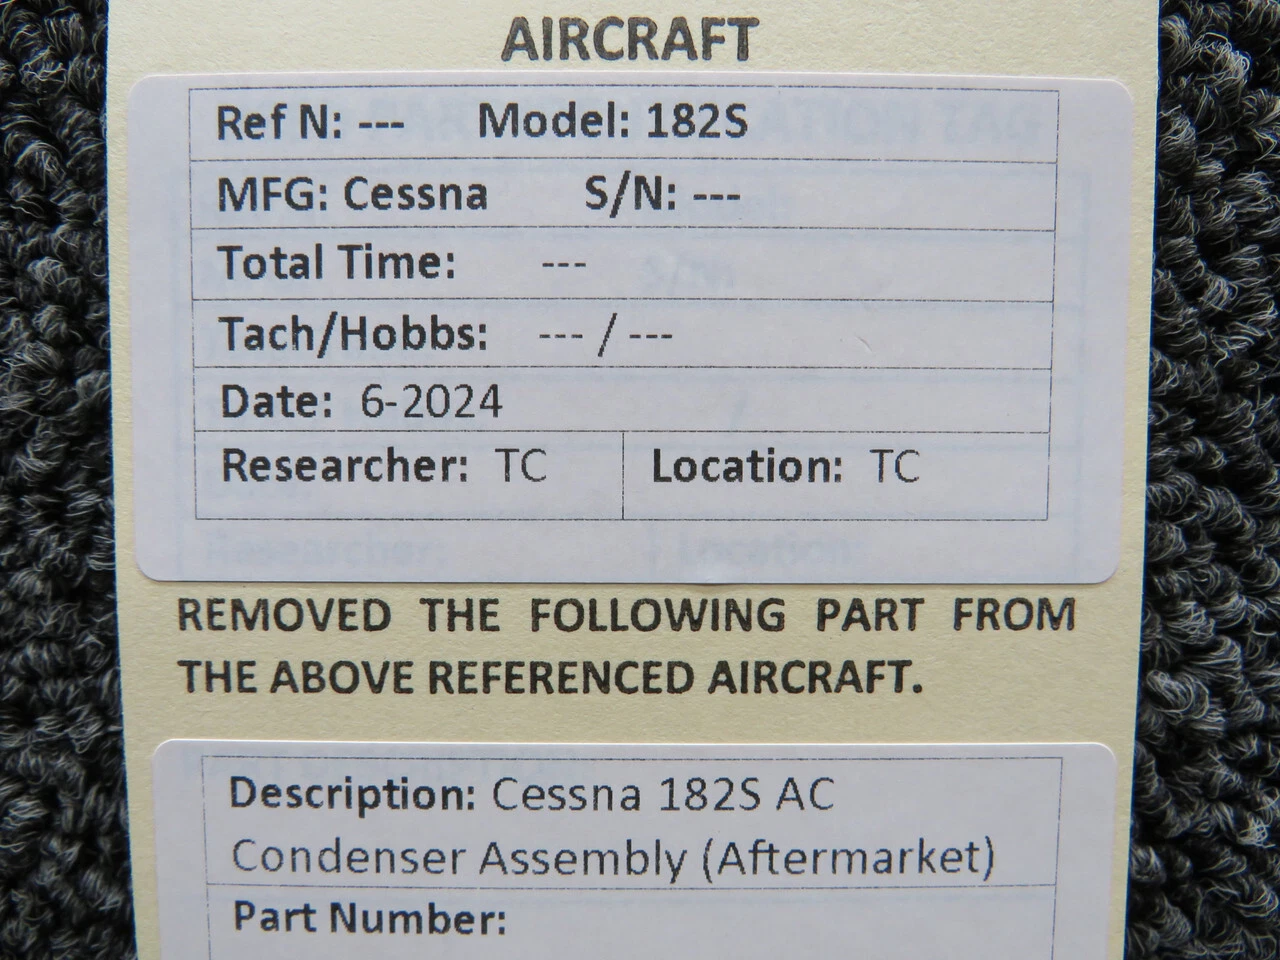 AIRCRAFT
Ref N: --- Model: 182S
MFG: Cessna S/N: ---
Total Time: ---
Tach/Hobbs: --- / ---
Date: 6-2024
Researcher: TC Location: TC
REMOVED THE FOLLOWING PART FROM
THE ABOVE REFERENCED AIRCRAFT.
Description: Cessna 182S AC
Condenser Assembly (Aftermarket)
Part Number: